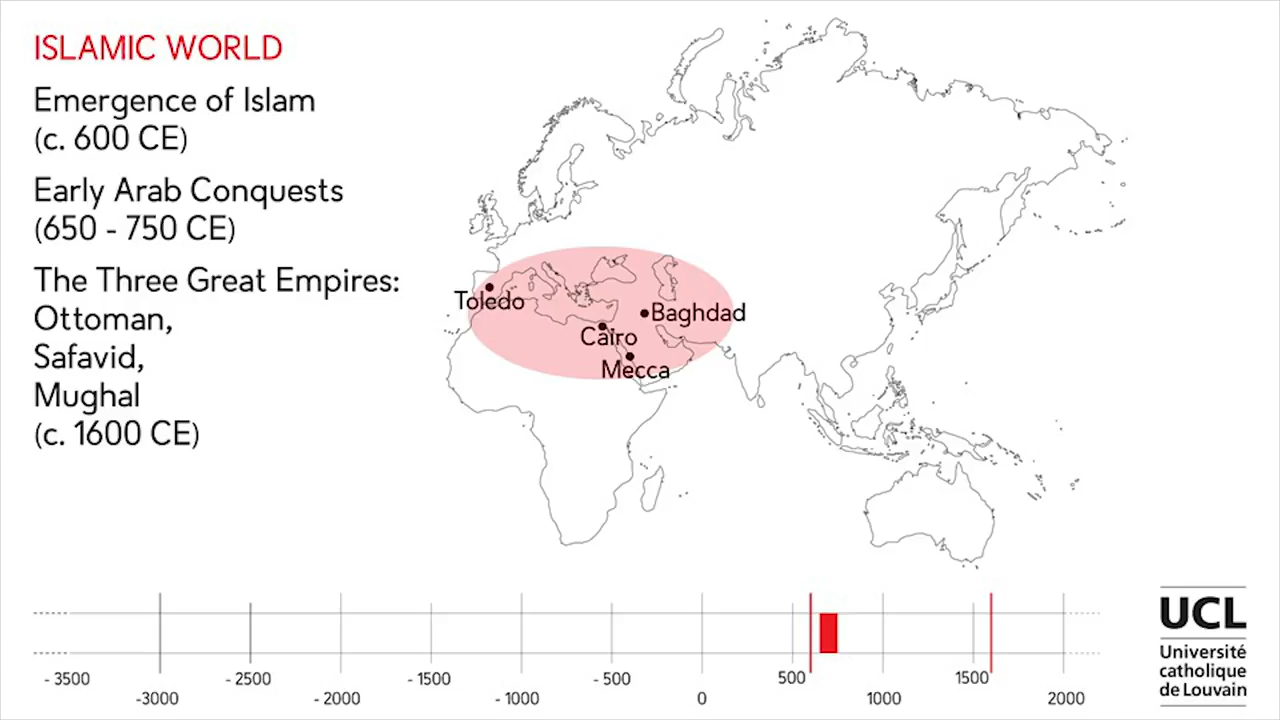 ISLAMIC WORLD
Emergence of Islam
(c. 600 CE)
Early Arab Conquests
(650 - 750 CE)
The Three Great Empires:
Ottoman,
Safavid,
Mughal
(c. 1600 CE)
Toledo
Baghdad
Cairo
Mecca
- 3500 - 2500 - 1500 - 500 500 1500
-3000 - 2000 - 1000 0 1000 2000
UCL
Université
catholique
de Louvain